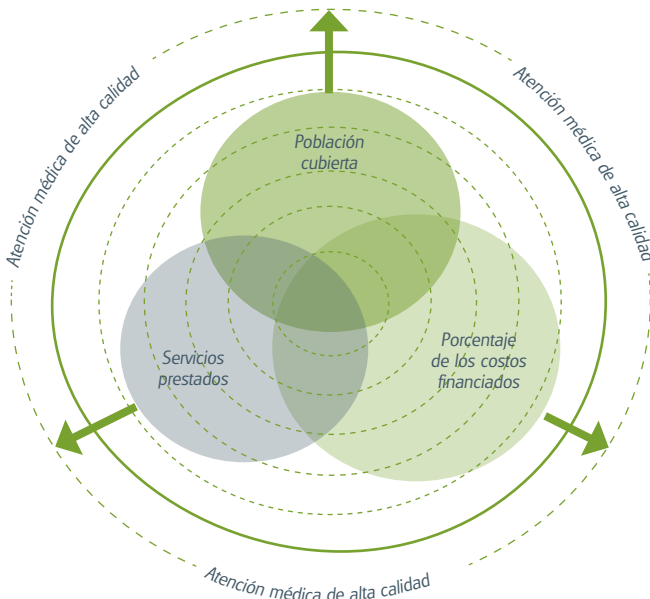 Atención médica de alta calidad
Atención médica de alta calidad
Población
cubierta
Servicios
prestados
Porcentaje
de los costos
financiados
Atención médica de alta calidad